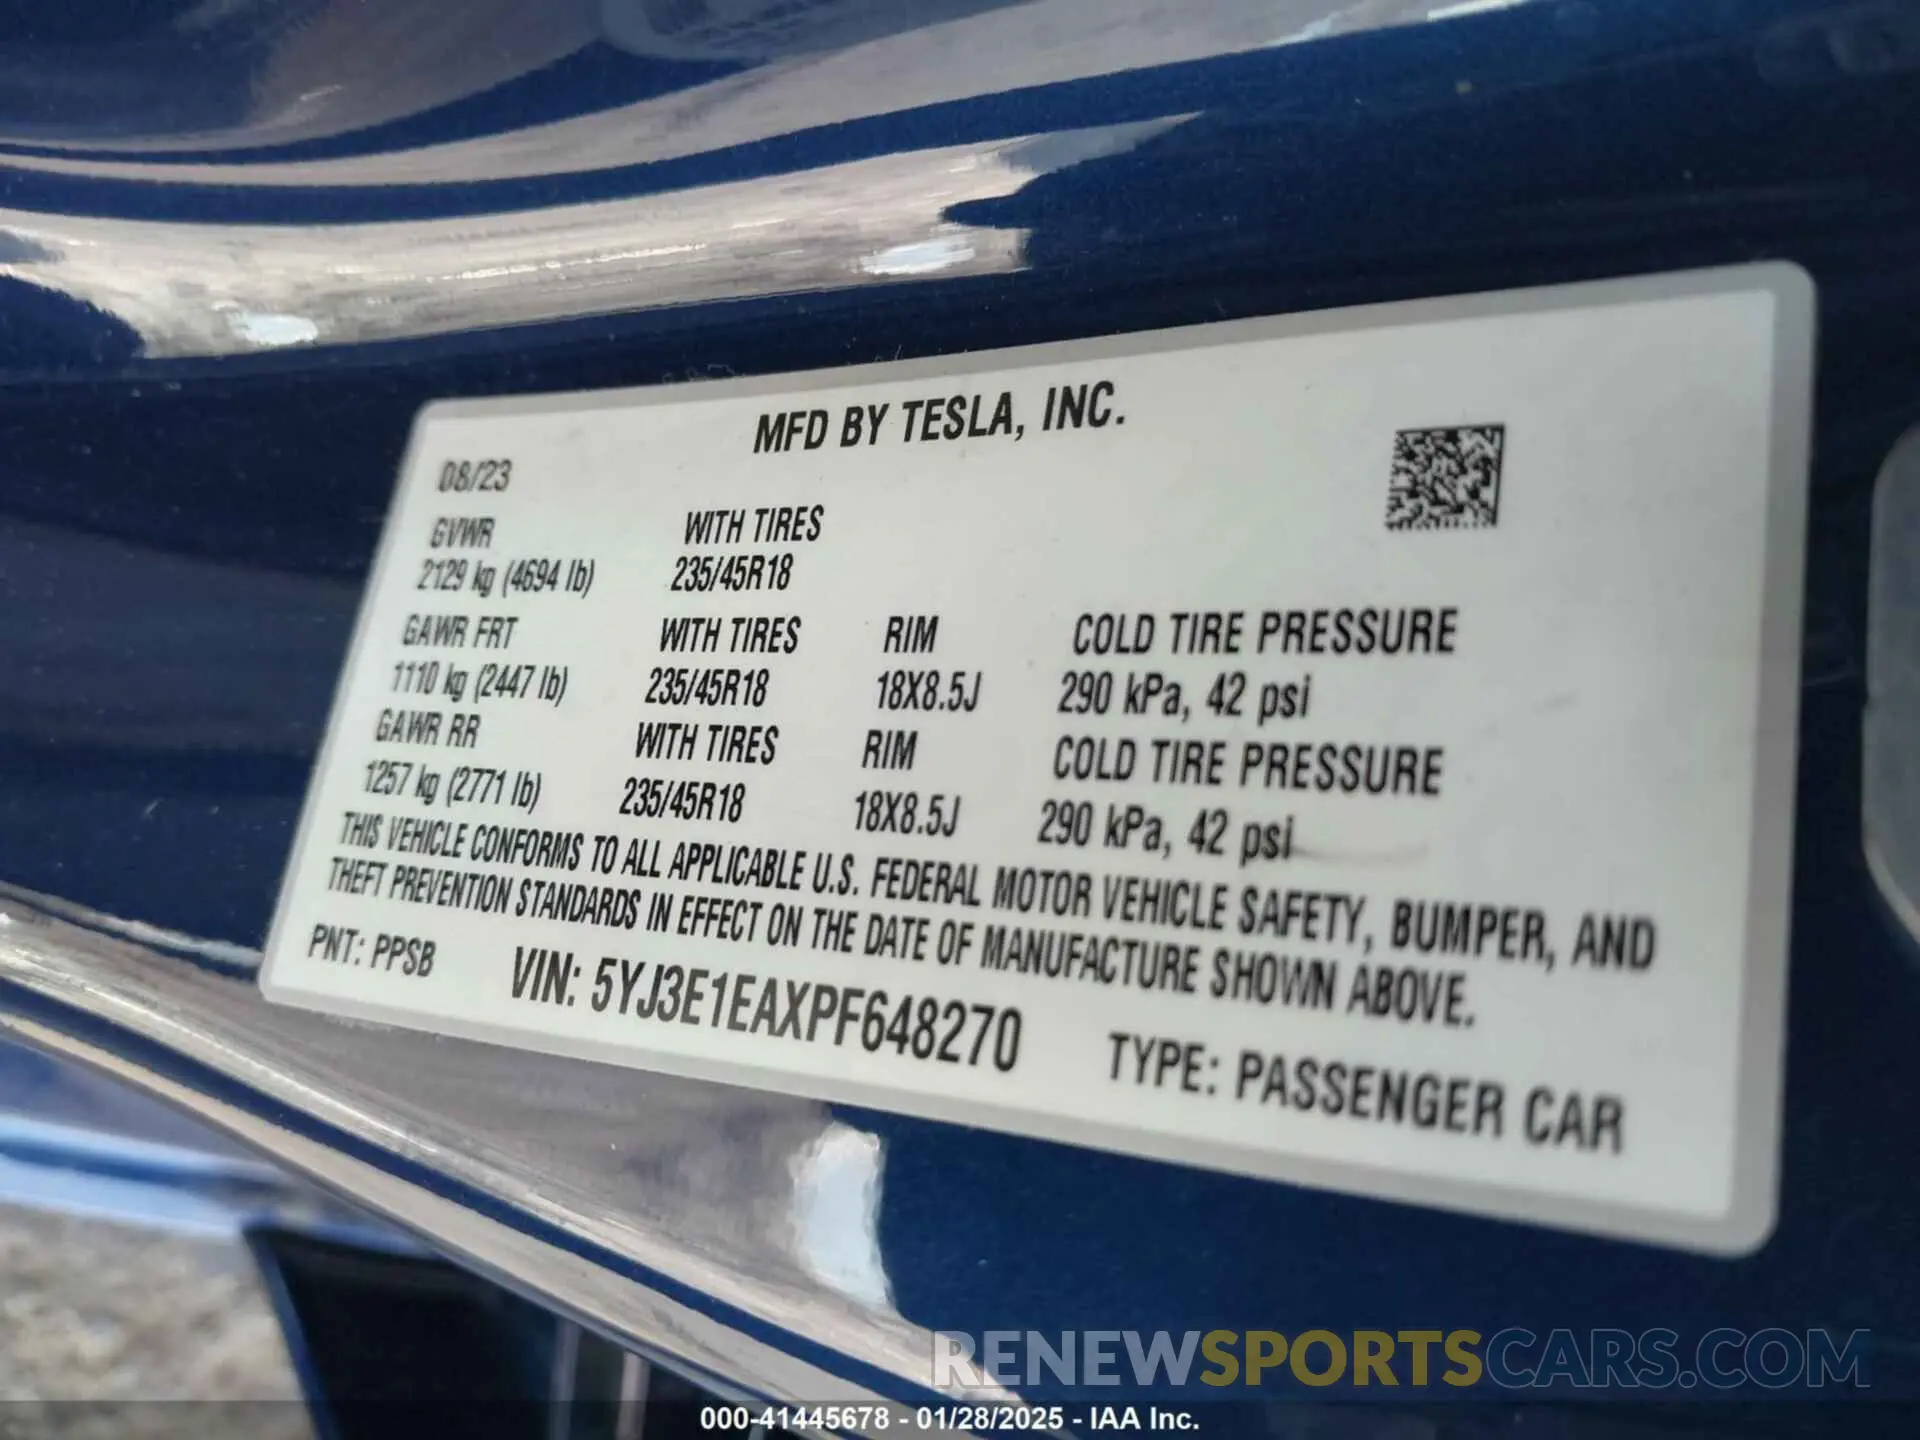 MFD BY TESLA, INC.
08/23
GVWR WITH TIRES
2129 kg (4694 lb) 235/45R18
GAWR FRT WITH TIRES RIM COLD TIRE PRESSURE
1110 kg (2447 lb) 235/45R18 18X8.5J 290 kPa, 42 psi
GAWR RR WITH TIRES RIM COLD TIRE PRESSURE
1257 kg (2771 lb) 235/45R18 18X8.5J 290 kPa, 42 psi
THIS VEHICLE CONFORMS TO ALL APPLICABLE U.S. FEDERAL MOTOR VEHICLE SAFETY, BUMPER, AND
THEFT PREVENTION STANDARDS IN EFFECT ON THE DATE OF MANUFACTURE SHOWN ABOVE.
PNT: PPSB VIN: 5YJ3E1EAXPF648270 TYPE: PASSENGER CAR
RENEWSPORTSCARS.COM
000-41445678 - 01/28/2025 - IAA Inc.